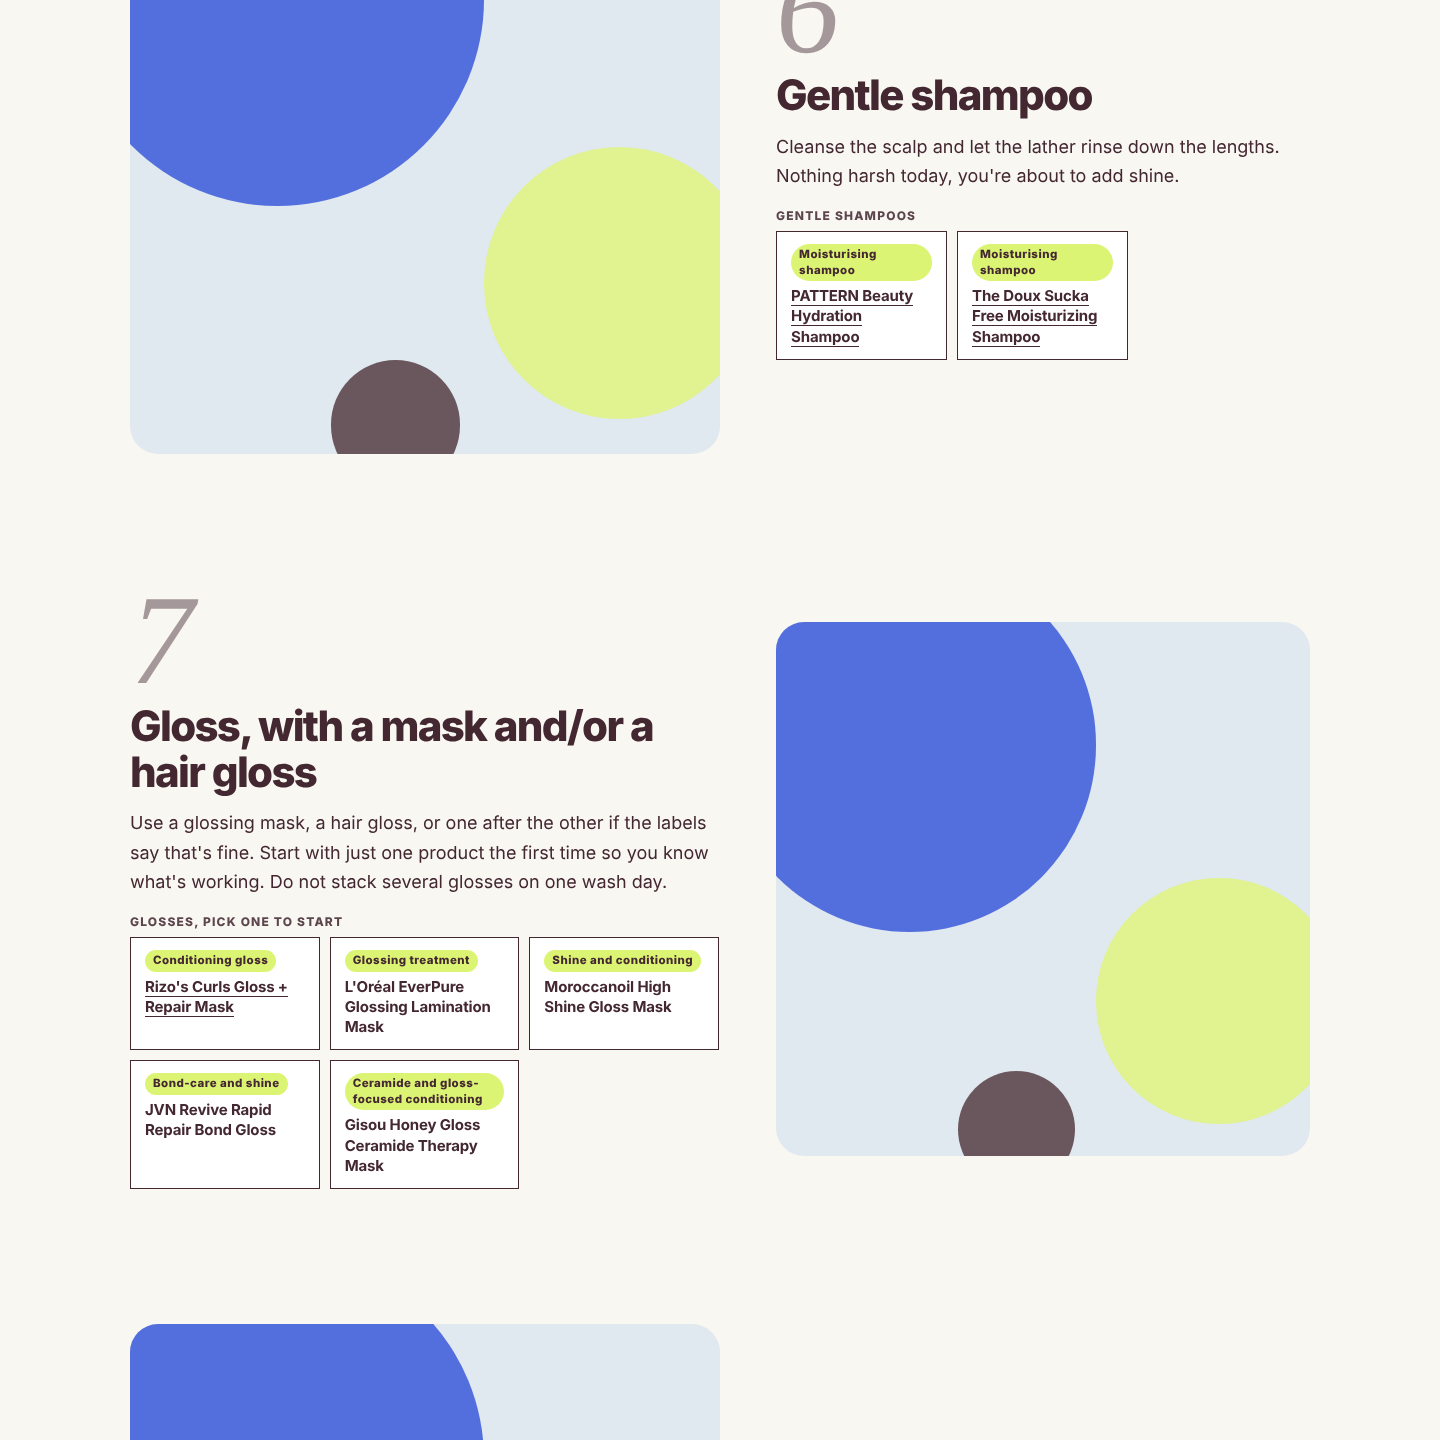 6
Gentle shampoo
Cleanse the scalp and let the lather rinse down the lengths.
Nothing harsh today, you're about to add shine.
GENTLE SHAMPOOS
Moisturising
shampoo
PATTERN Beauty
Hydration
Shampoo
Moisturising
shampoo
The Doux Sucka
Free Moisturizing
Shampoo
7
Gloss, with a mask and/or a
hair gloss
Use a glossing mask, a hair gloss, or one after the other if the labels
say that's fine. Start with just one product the first time so you know
what's working. Do not stack several glosses on one wash day.
GLOSSES, PICK ONE TO START
Conditioning gloss
Rizo's Curls Gloss +
Repair Mask
Glossing treatment
L'Oréal EverPure
Glossing Lamination
Mask
Shine and conditioning
Moroccanoil High
Shine Gloss Mask
Bond-care and shine
JVN Revive Rapid
Repair Bond Gloss
Ceramide and gloss-
focused conditioning
Gisou Honey Gloss
Ceramide Therapy
Mask